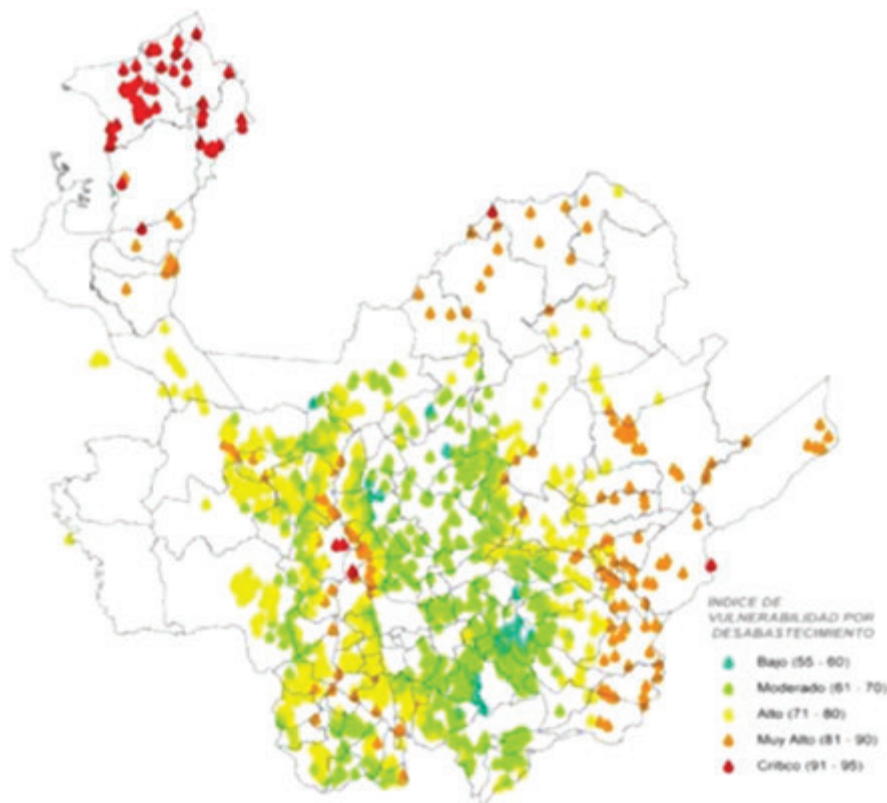 INDICE DE
VULNERABILIDAD POR
DESABASTECIMIENTO
Bajo (55 - 60)
Moderado (61 - 70)
Alto (71 - 80)
Muy Alto (81 - 90)
Crítico (91 - 95)